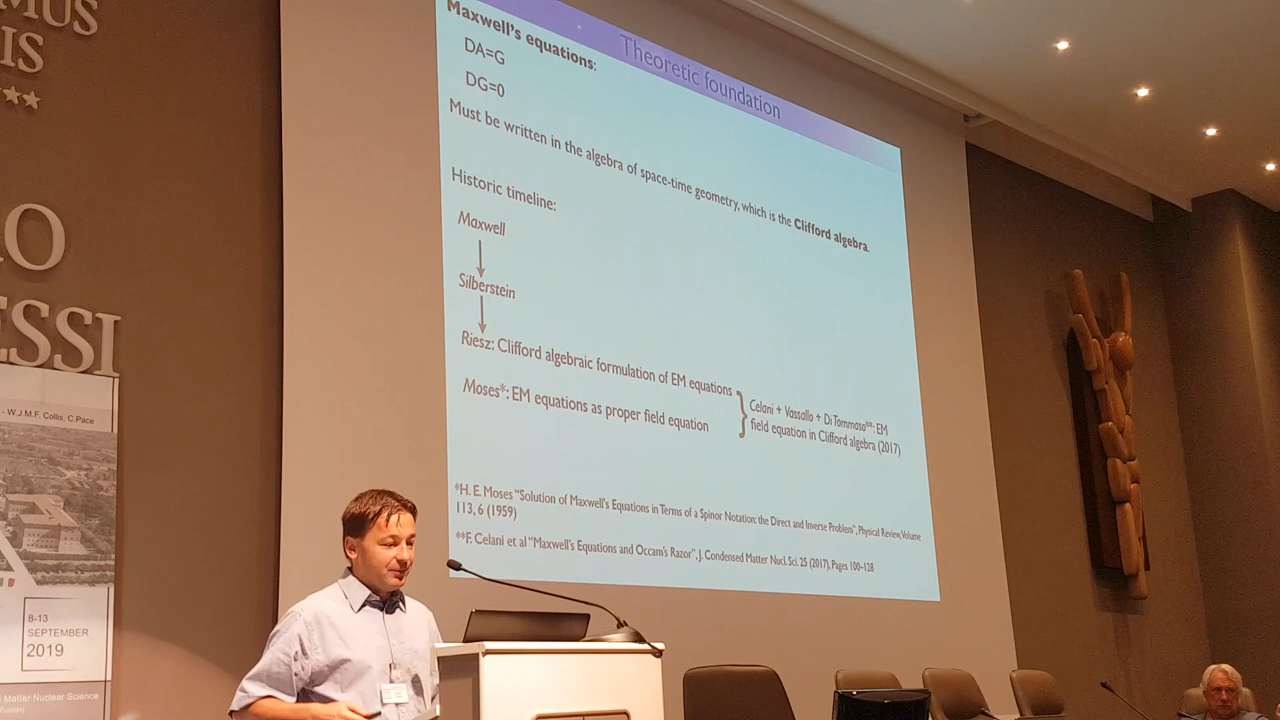 MUS
IS
RO
ESSI
- W.J.M.F. Collis, C.Pace
8-13
SEPTEMBER
2019
Matter Nuclear Science
Theoretic foundation
Maxwell's equations:
DA=G
DG=0
Must be written in the algebra of space-time geometry, which is the Clifford algebra.
Historic timeline:
Maxwell
Silberstein
Riesz: Clifford algebraic formulation of EM equations
Moses*: EM equations as proper field equation
Celani + Vassallo + Di Tommaso**: EM
field equation in Clifford algebra (2017)
*H. E. Moses "Solution of Maxwell's Equations in Terms of a Spinor Notation: the Direct and Inverse Problem", Physical Review, Volume
113, 6 (1959)
**F. Celani et al "Maxwell's Equations and Occam's Razor", J. Condensed Matter Nucl. Sci. 25 (2017), Pages 100-128